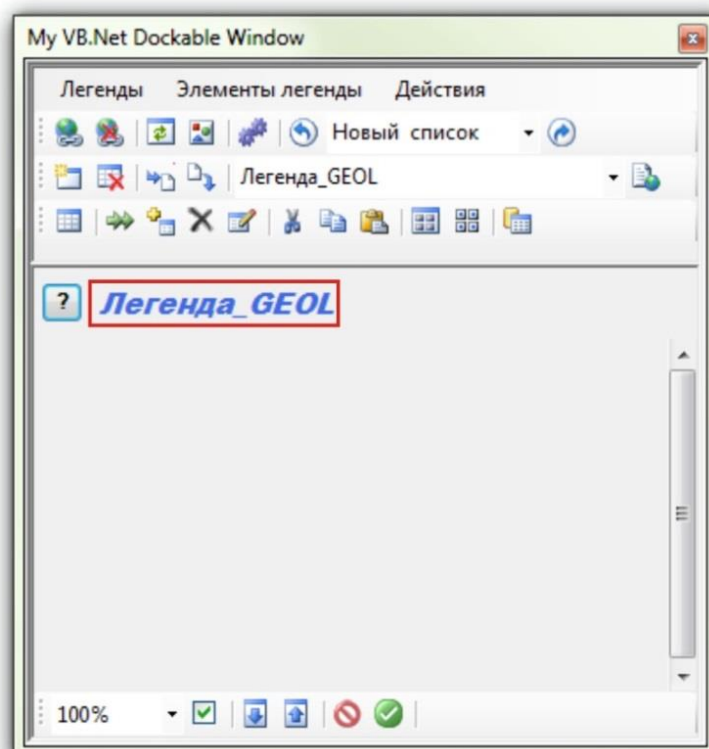 My VB.Net Dockable Window
Легенды Элементы легенды Действия
Новый список
Легенда_GEOL
? Легенда_GEOL
100%